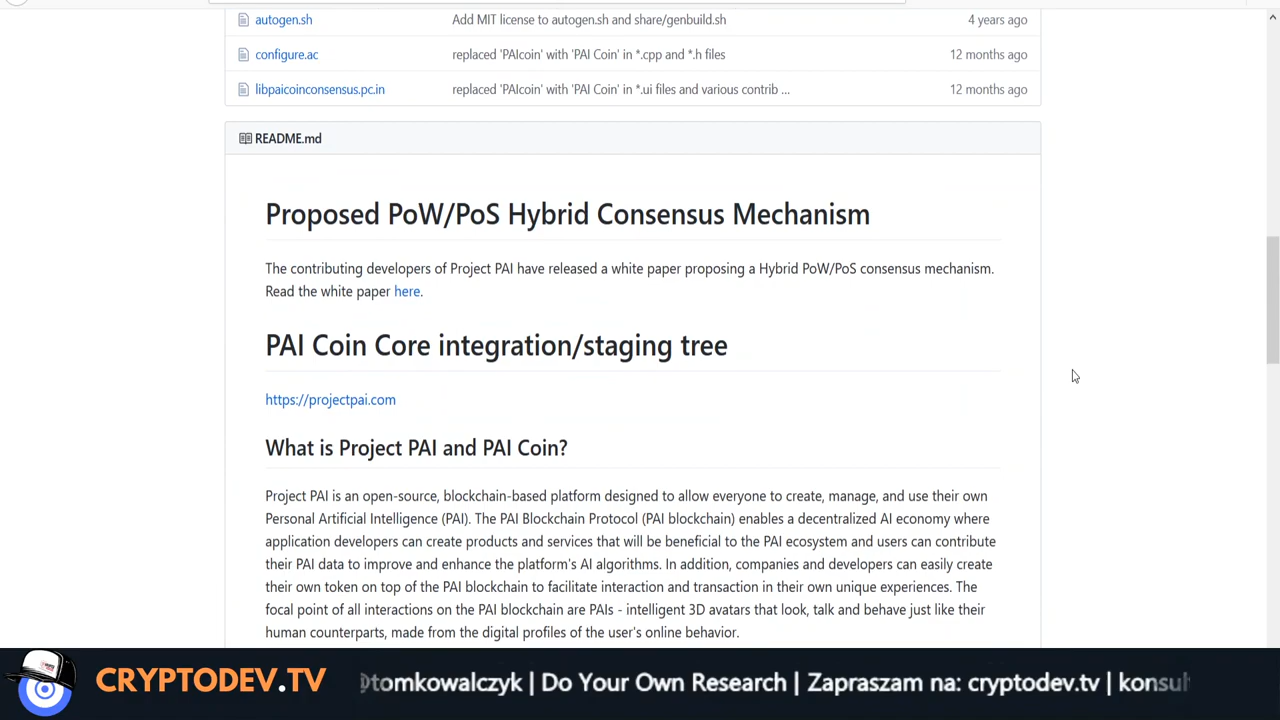 autogen.sh Add MIT license to autogen.sh and share/genbuild.sh 4 years ago
configure.ac replaced 'PAIcoin' with 'PAI Coin' in *.cpp and *.h files 12 months ago
libpaicoinconsensus.pc.in replaced 'PAIcoin' with 'PAI Coin' in *.ui files and various contrib ... 12 months ago
README.md
Proposed PoW/PoS Hybrid Consensus Mechanism
The contributing developers of Project PAI have released a white paper proposing a Hybrid PoW/PoS consensus mechanism.
Read the white paper here.
PAI Coin Core integration/staging tree
https://projectpai.com
What is Project PAI and PAI Coin?
Project PAI is an open-source, blockchain-based platform designed to allow everyone to create, manage, and use their own
Personal Artificial Intelligence (PAI). The PAI Blockchain Protocol (PAI blockchain) enables a decentralized AI economy where
application developers can create products and services that will be beneficial to the PAI ecosystem and users can contribute
their PAI data to improve and enhance the platform's AI algorithms. In addition, companies and developers can easily create
their own token on top of the PAI blockchain to facilitate interaction and transaction in their own unique experiences. The
focal point of all interactions on the PAI blockchain are PAIs - intelligent 3D avatars that look, talk and behave just like their
human counterparts, made from the digital profiles of the user's online behavior.
CRYPTODEV.TV @tomkowalczyk | Do Your Own Research | Zapraszam na: cryptodev.tv |